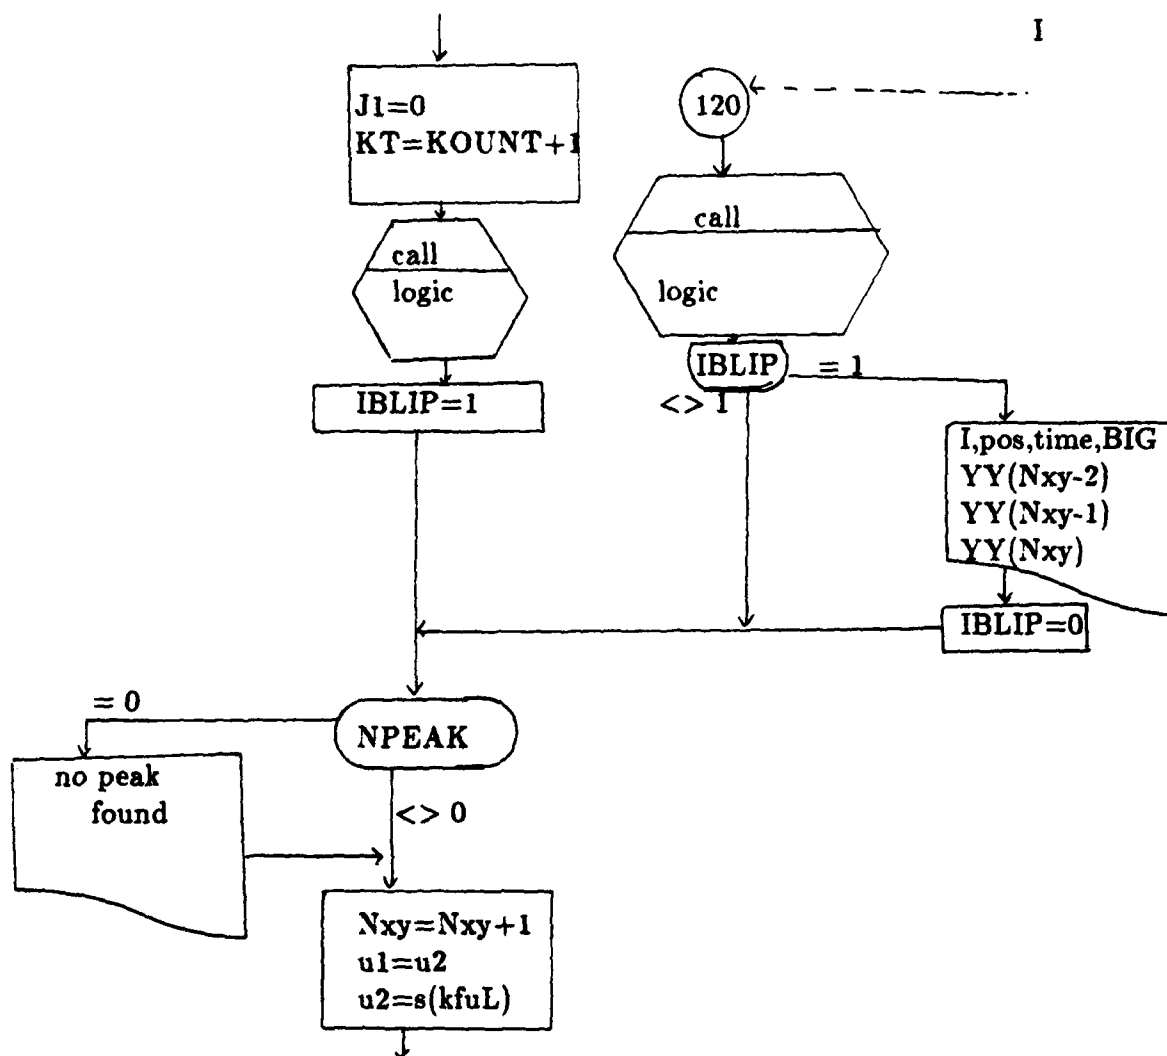 I
J1=0
KT=KOUNT+1
120
call
logic
call
logic
IBLIP=1
IBLIP
= 1
<> 1
I,pos,time,BIG
YY(Nxy-2)
YY(Nxy-1)
YY(Nxy)
IBLIP=0
= 0
NPEAK
no peak
found
<> 0
Nxy=Nxy+1
u1=u2
u2=s(kfuL)